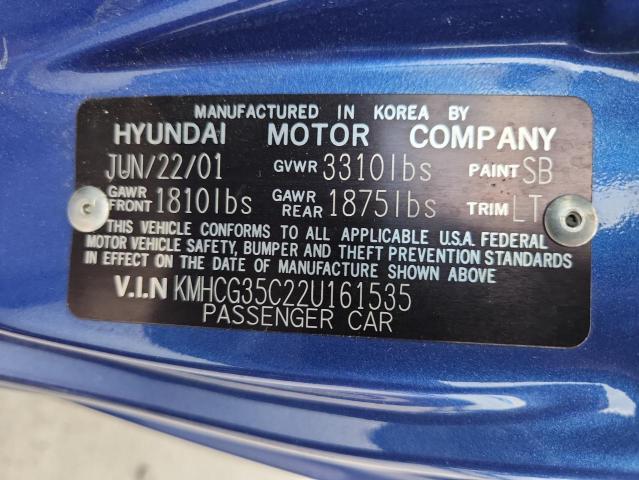 MANUFACTURED IN KOREA BY
HYUNDAI MOTOR COMPANY
JUN/22/01 GVWR 3310lbs PAINT SB
GAWR FRONT 1810lbs GAWR REAR 1875lbs TRIM LT
THIS VEHICLE CONFORMS TO ALL APPLICABLE U.S.A. FEDERAL
MOTOR VEHICLE SAFETY, BUMPER AND THEFT PREVENTION STANDARDS
IN EFFECT ON THE DATE OF MANUFACTURE SHOWN ABOVE.
V.I.N KMHCG35C22U161535
PASSENGER CAR